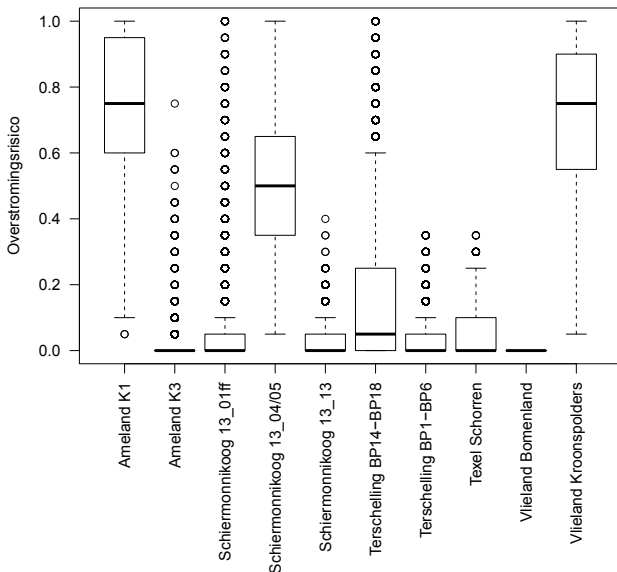 Overstromingsrisico
1.0
0.8
0.6
0.4
0.2
0.0
Ameland K1
Ameland K3
Schiermonnikoog 13_01ff
Schiermonnikoog 13_04/05
Schiermonnikoog 13_13
Terschelling BP14−BP18
Terschelling BP1−BP6
Texel Schorren
Vlieland Bomenland
Vlieland Kroonspolders